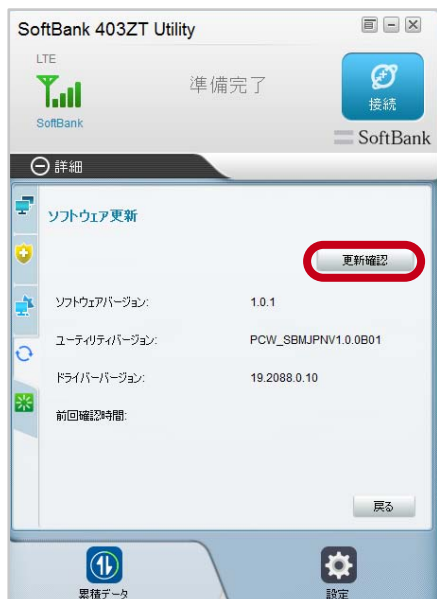 SoftBank 403ZT Utility
LTE
準備完了
接続
SoftBank
SoftBank
詳細
ソフトウェア更新
更新確認
ソフトウェアバージョン: 1.0.1
ユーティリティバージョン: PCW_SBMJPNV1.0.0B01
ドライバーバージョン: 19.2088.0.10
前回確認時間:
戻る
累積データ
設定